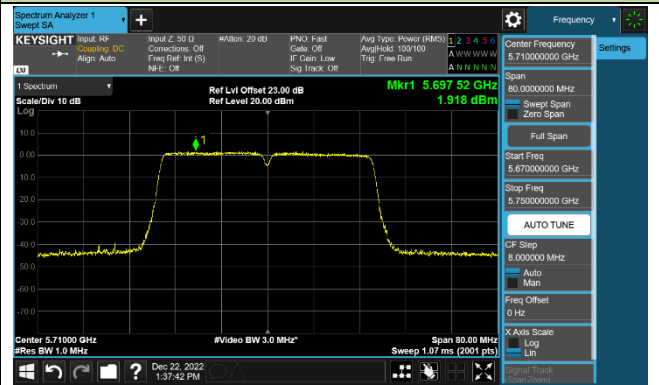 Spectrum Analyzer 1
Swept SA
Frequency
KEYSIGHT
Input: RF
Coupling: DC
Align: Auto
Input Z: 50 Ω
Corrections: Off
Freq Ref: Int (S)
NFE: Off
#Atten: 20 dB
PNO: Fast
Gate: Off
IF Gain: Low
Sig Track: Off
Avg Type: Power (RMS)
Avg|Hold: 100/100
Trig: Free Run
1 2 3 4 5 6
A W W W W W
A N N N N N
LXI
Center Frequency
5.710000000 GHz
Settings
Span
80.0000000 MHz
Swept Span
Zero Span
Full Span
Start Freq
5.670000000 GHz
Stop Freq
5.750000000 GHz
AUTO TUNE
CF Step
8.000000 MHz
Auto
Man
Freq Offset
0 Hz
X Axis Scale
Log
Lin
Signal Track
(Span Zoom)
1 Spectrum
Scale/Div 10 dB
Log
Ref Lvl Offset 23.00 dB
Ref Level 20.00 dBm
Mkr1 5.697 52 GHz
1.918 dBm
1
10.0
0.00
-10.0
-20.0
-30.0
-40.0
-50.0
-60.0
-70.0
Center 5.71000 GHz
#Res BW 1.0 MHz
#Video BW 3.0 MHz*
Span 80.00 MHz
Sweep 1.07 ms (2001 pts)
?
Dec 22, 2022
1:37:42 PM